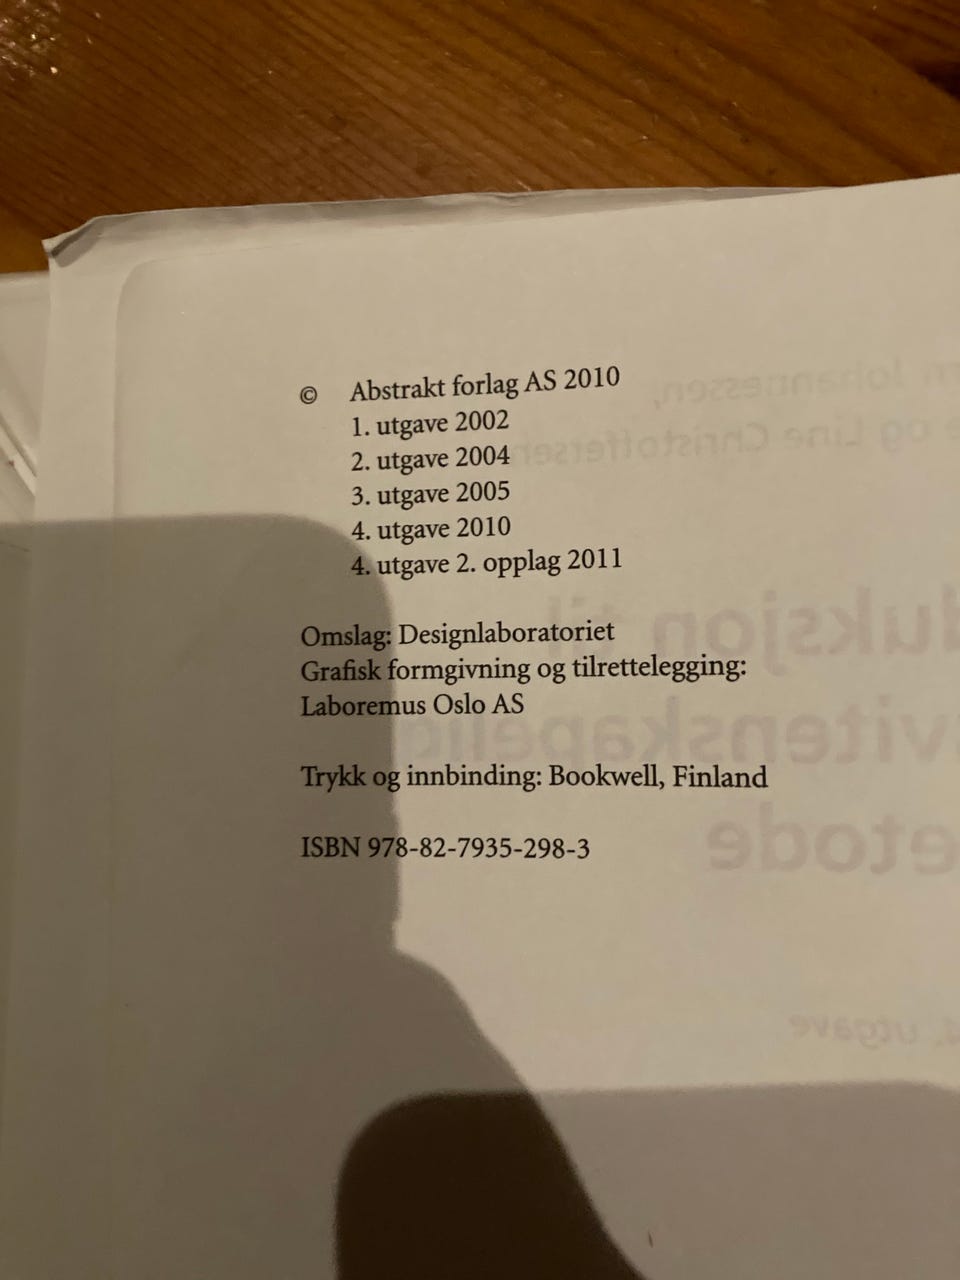 © Abstrakt forlag AS 2010
1. utgave 2002
2. utgave 2004
3. utgave 2005
4. utgave 2010
4. utgave 2. opplag 2011
Omslag: Designlaboratoriet
Grafisk formgivning og tilrettelegging:
Laboremus Oslo AS
Trykk og innbinding: Bookwell, Finland
ISBN 978-82-7935-298-3